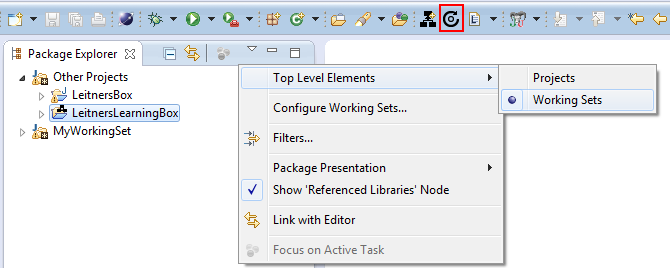 Package Explorer
Other Projects
LeitnersBox
LeitnersLearningBox
MyWorkingSet
Top Level Elements
Configure Working Sets...
Filters...
Package Presentation
Show 'Referenced Libraries' Node
Link with Editor
Focus on Active Task
Projects
Working Sets